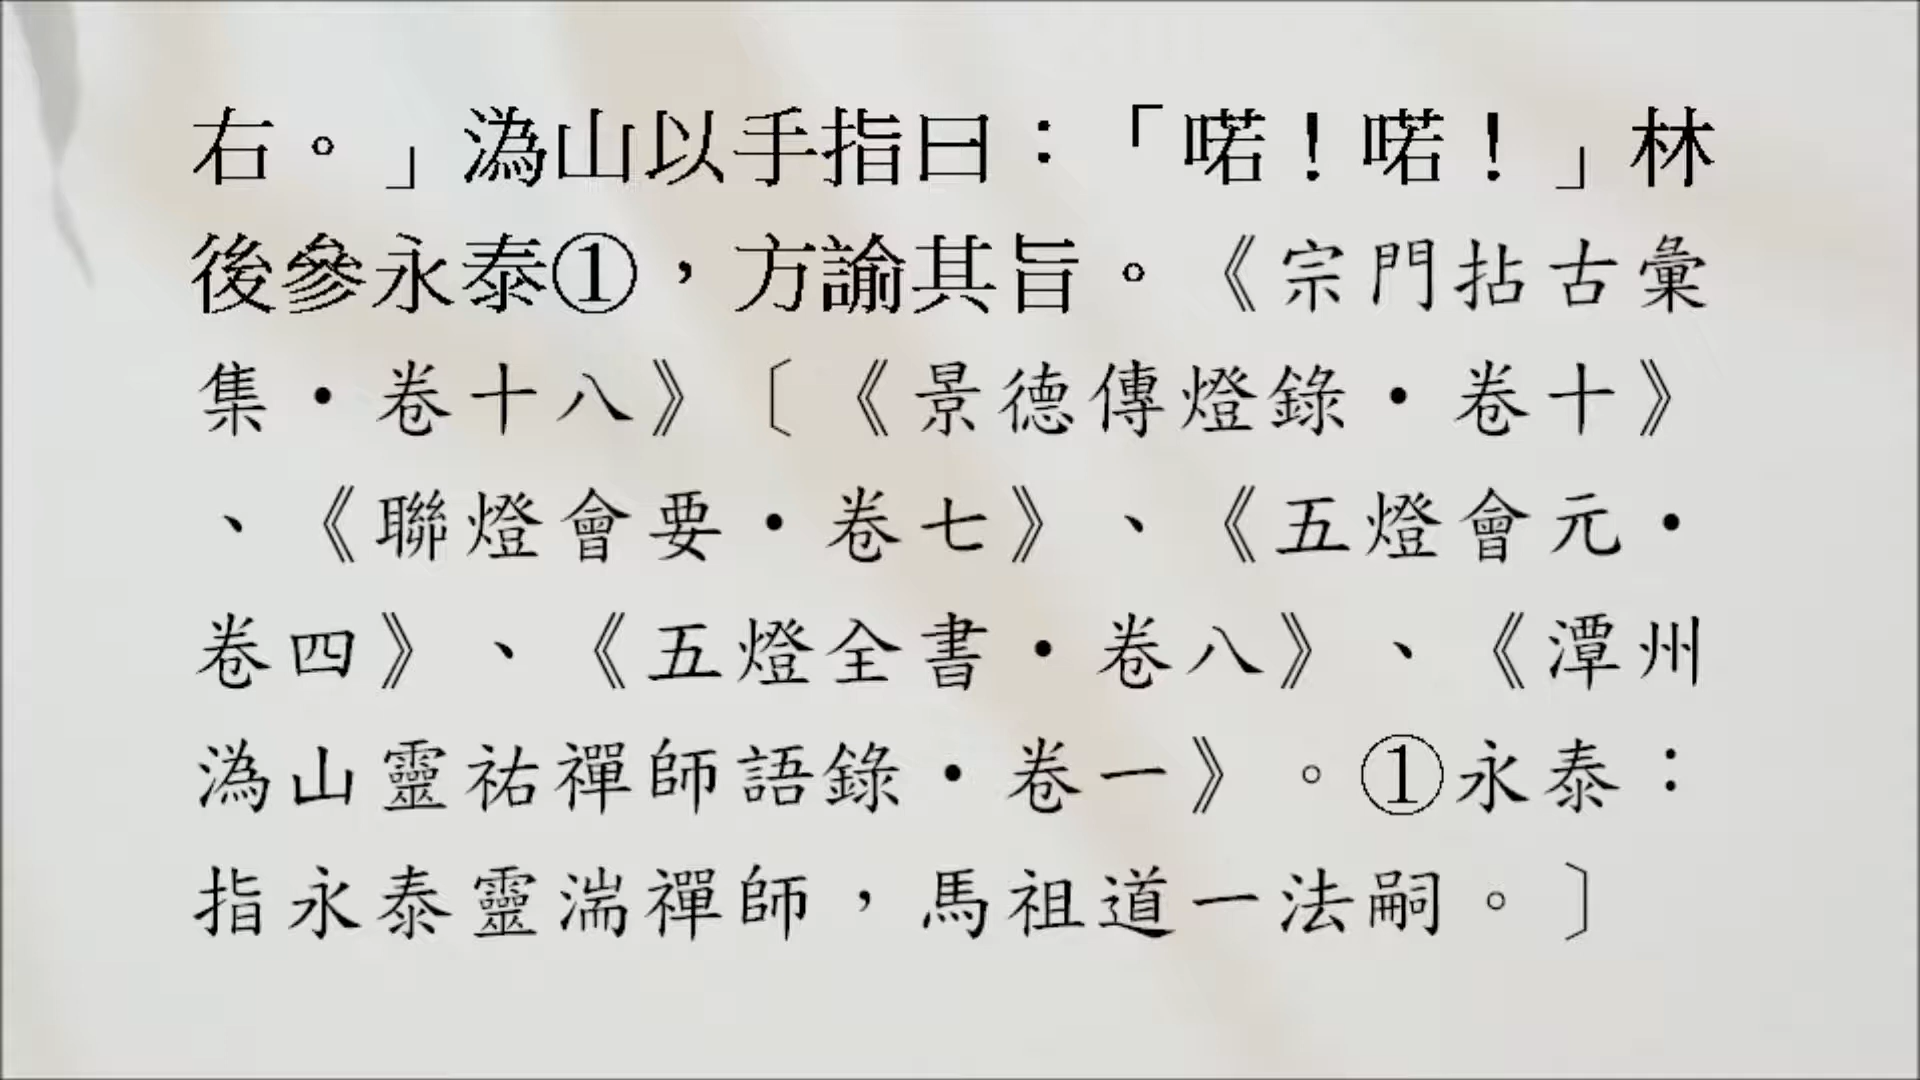 右。」溈山以手指曰：「喏！喏！」林
後參永泰①，方諭其旨。《宗門拈古彙
集‧卷十八》〔《景德傳燈錄‧卷十》
、《聯燈會要‧卷七》、《五燈會元‧
卷四》、《五燈全書‧卷八》、《潭州
溈山靈祐禪師語錄‧卷一》。①永泰：
指永泰靈湍禪師，馬祖道一法嗣。〕